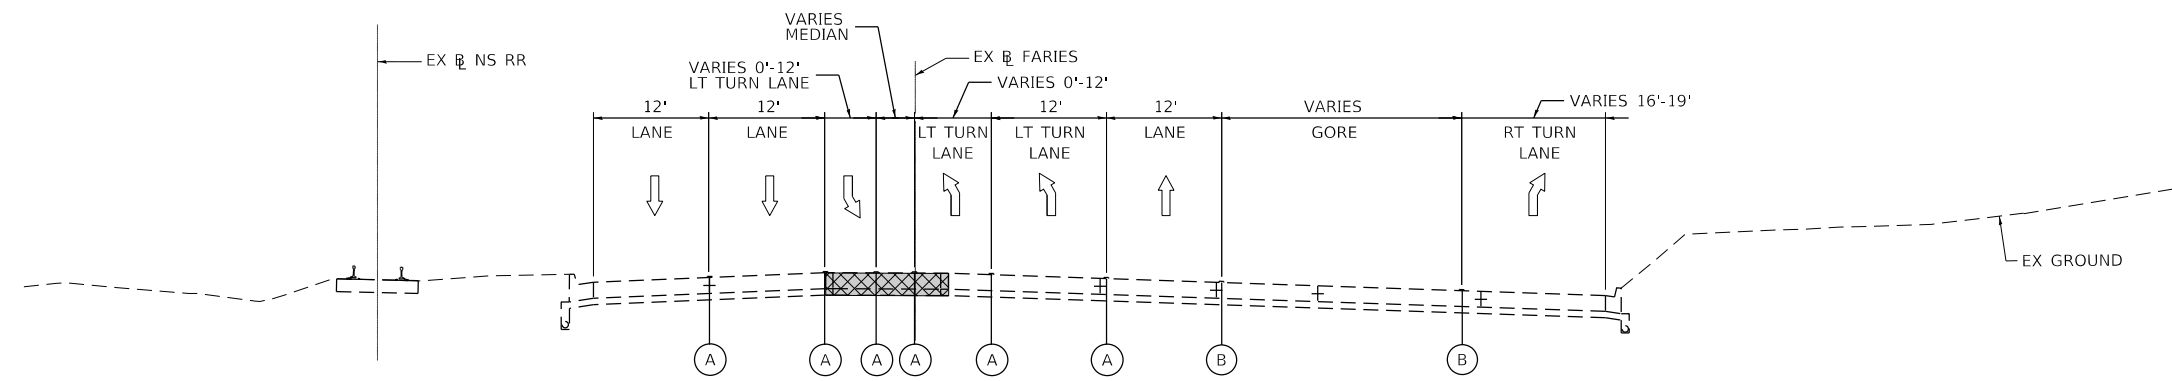 VARIES
MEDIAN
EX ⅊ NS RR
EX ⅊ FARIES
VARIES 0'-12'
LT TURN LANE
VARIES 0'-12'
12'
12'
12'
12'
VARIES
VARIES 16'-19'
LANE
LANE
LT TURN
LANE
LT TURN
LANE
LANE
GORE
RT TURN
LANE
EX GROUND
A
A
A
A
A
A
B
B